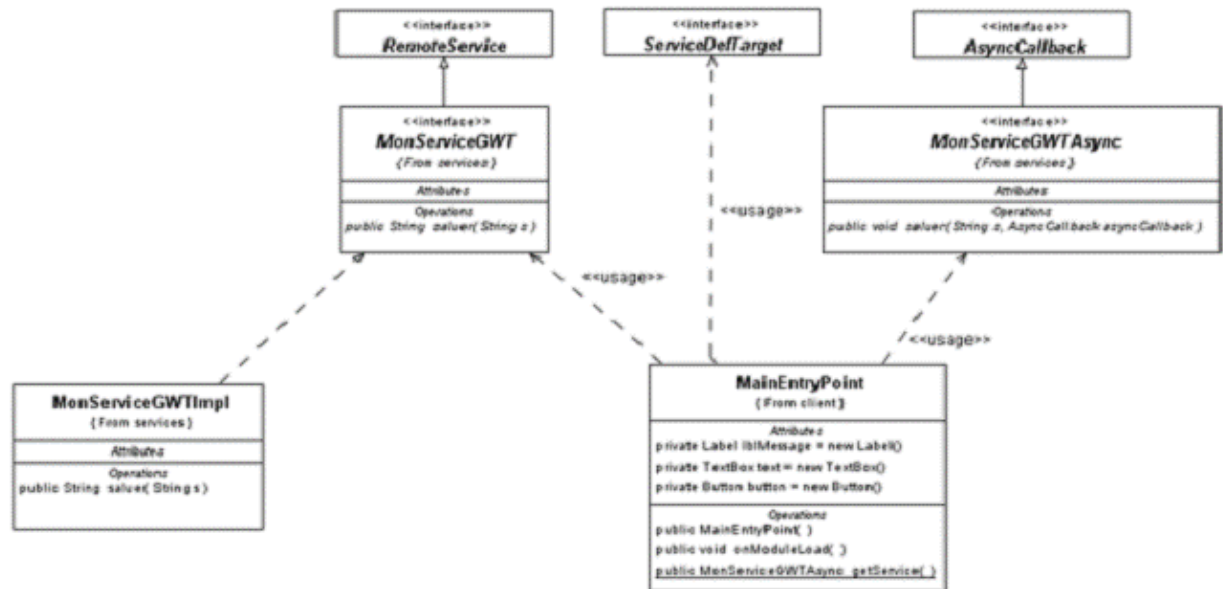 <<interface>>
RemoteService
<<interface>>
ServiceDefTarget
<<interface>>
AsyncCallback
<<interface>>
MonServiceGWT
{From services}
Attributes
Operations
public String saluer( String s )
<<interface>>
MonServiceGWTAsync
{From services}
Attributes
Operations
public void saluer( String s, AsyncCallback asyncCallback )
<<usage>>
<<usage>>
<<usage>>
MonServiceGWTImpl
{From services}
Attributes
Operations
public String saluer( String s )
MainEntryPoint
{From client}
Attributes
private Label lblMessage = new Label()
private TextBox text = new TextBox()
private Button button = new Button()
Operations
public MainEntryPoint( )
public void onModuleLoad( )
public MonServiceGWTAsync getService( )